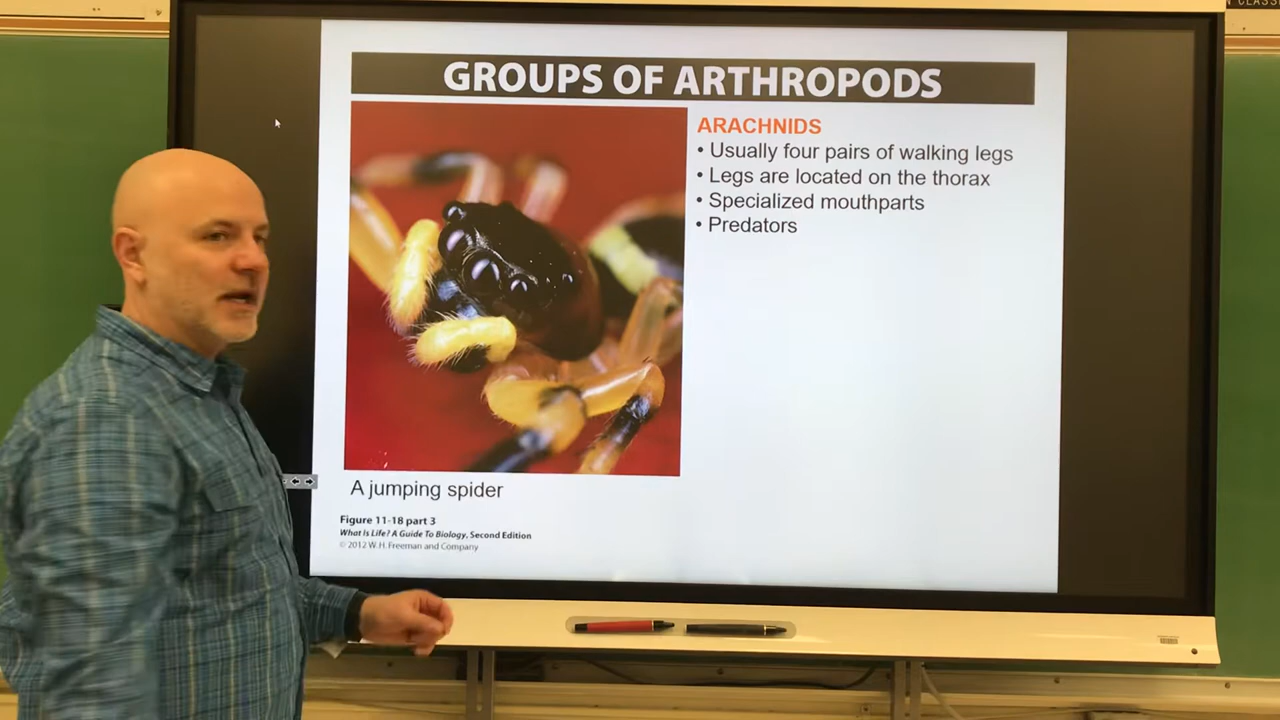 GROUPS OF ARTHROPODS
ARACHNIDS
• Usually four pairs of walking legs
• Legs are located on the thorax
• Specialized mouthparts
• Predators
A jumping spider
Figure 11-18 part 3
What Is Life? A Guide To Biology, Second Edition
© 2012 W.H. Freeman and Company